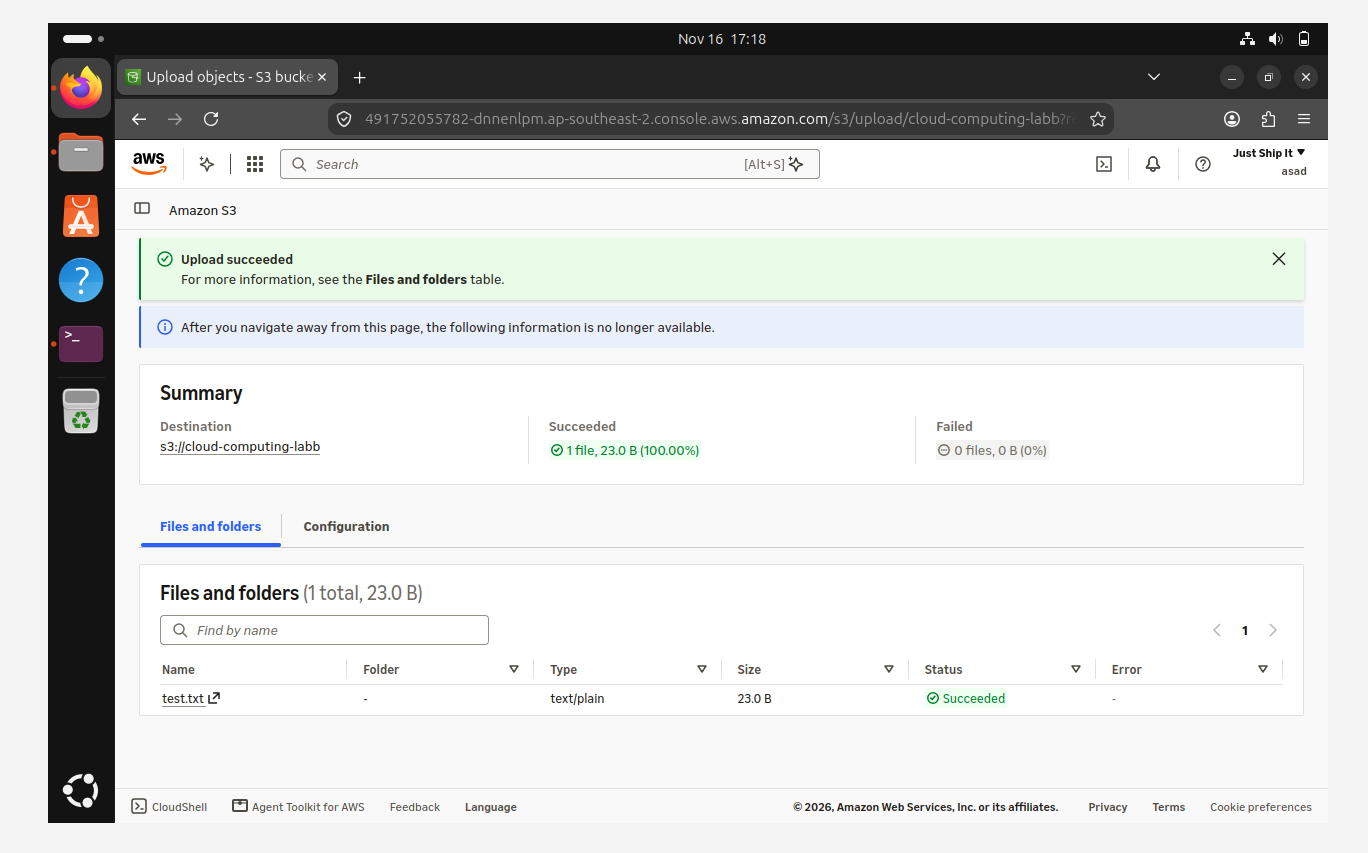 Nov 16 17:18
Upload objects - S3 bucke
491752055782-dnnenlpm.ap-southeast-2.console.aws.amazon.com/s3/upload/cloud-computing-labb?r
aws
Search
[Alt+S]
Just Ship It
asad
Amazon S3
Upload succeeded
For more information, see the Files and folders table.
After you navigate away from this page, the following information is no longer available.
Summary
Destination
Succeeded
Failed
s3://cloud-computing-labb
1 file, 23.0 B (100.00%)
0 files, 0 B (0%)
Files and folders
Configuration
Files and folders (1 total, 23.0 B)
Find by name
1
Name Folder Type Size Status Error
test.txt - text/plain 23.0 B Succeeded -
CloudShell Agent Toolkit for AWS Feedback Language © 2026, Amazon Web Services, Inc. or its affiliates. Privacy Terms Cookie preferences